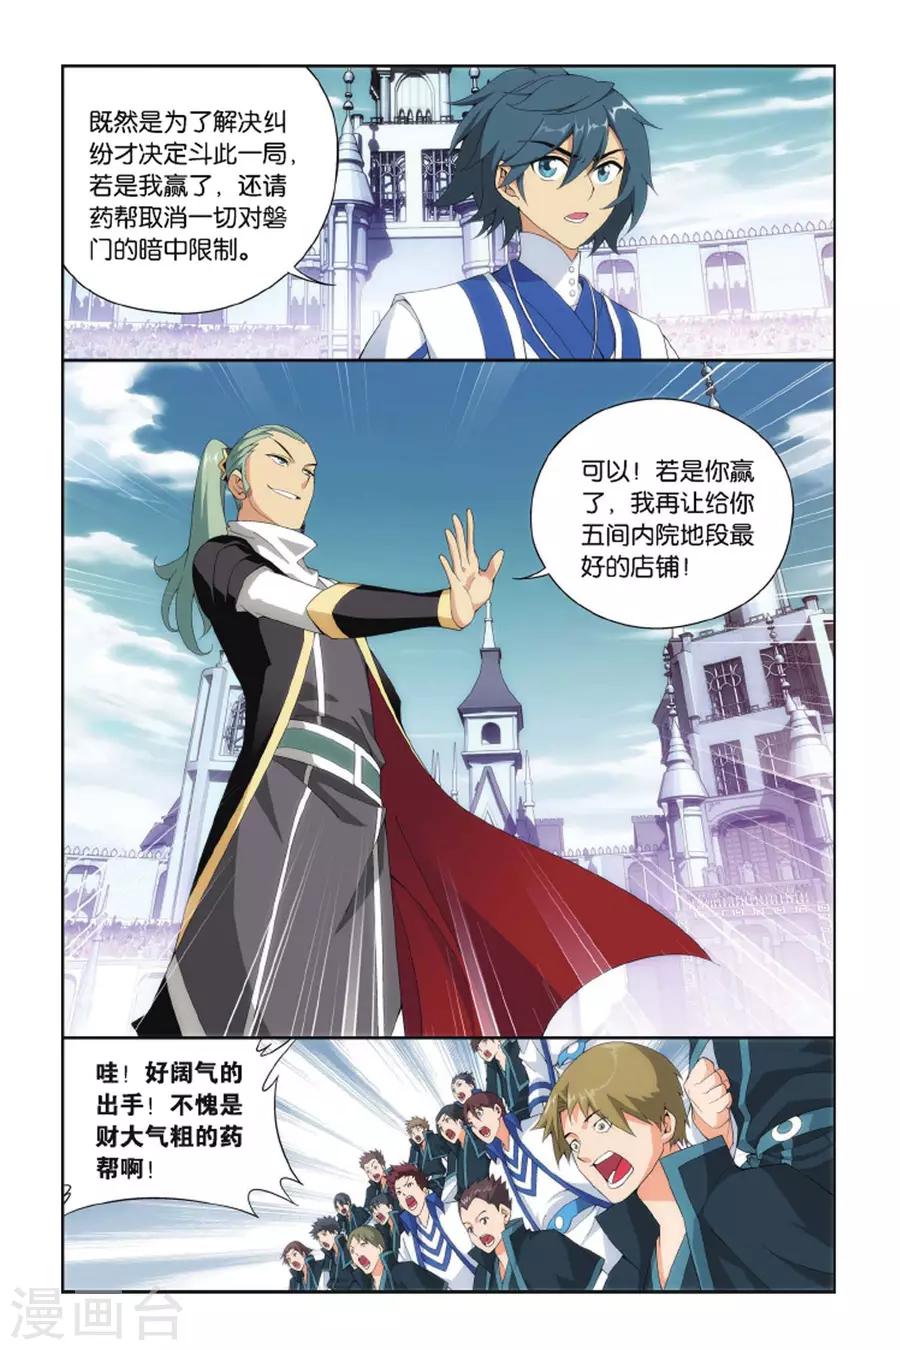 既然是为了解决纠
纷才决定斗此一局，
若是我赢了，还请
药帮取消一切对磐
门的暗中限制。
可以！若是你赢
了，我再让给你
五间内院地段最
好的店铺！
哇！好阔气的
出手！不愧是
财大气粗的药
帮啊！
漫画台